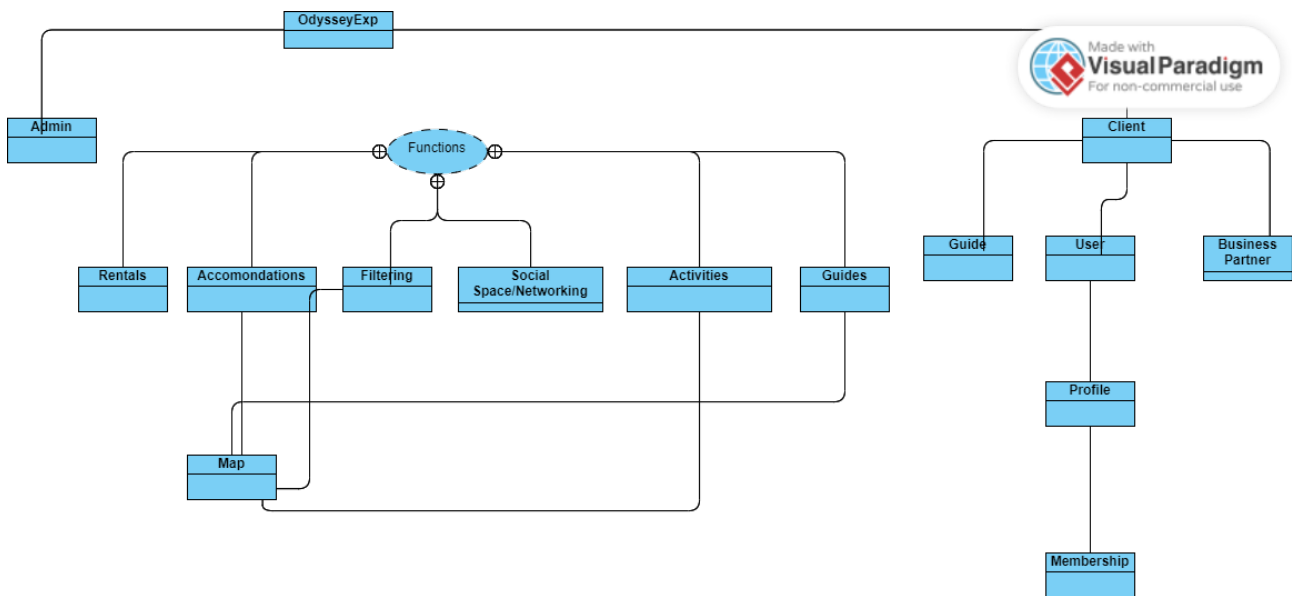 OdysseyExp
Made with
Visual Paradigm
For non-commercial use
Admin
Functions
Client
Guide
User
Business
Partner
Rentals
Accomondations
Filtering
Social
Space/Networking
Activities
Guides
Profile
Map
Membership